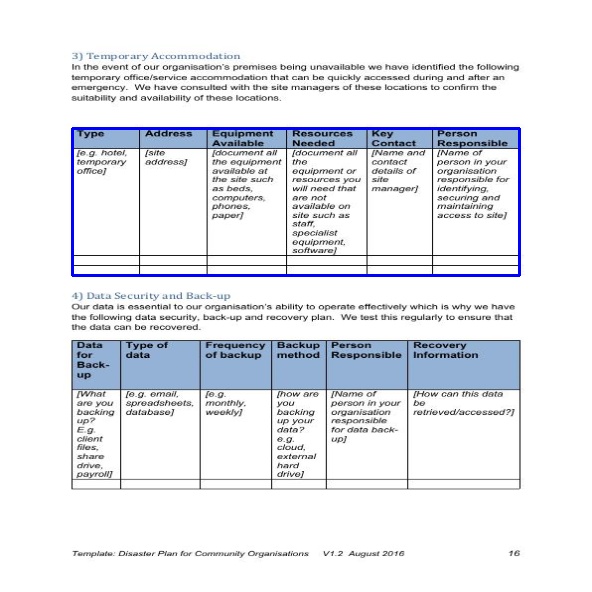 3) Temporary Accommodation
In the event of our organisation's premises being unavailable we have identified the following
temporary office/service accommodation that can be quickly accessed during and after an
emergency. We have consulted with the site managers of these locations to confirm the
suitability and availability of these locations.
Type
Address
Equipment
Available
Resources
Needed
Key
Contact
Person
Responsible
[e.g. hotel,
temporary
office]
[site
address]
[document all
the equipment
available at
the site such
as beds,
computers,
phones,
paper]
[document all
the
equipment or
resources you
will need that
are not
available on
site such as
staff,
specialist
equipment,
software]
[Name and
contact
details of
site
manager]
[Name of
person in your
organisation
responsible for
identifying,
securing and
maintaining
access to site]
4) Data Security and Back-up
Our data is essential to our organisation's ability to operate effectively which is why we have
the following data security, back-up and recovery plan. We test this regularly to ensure that
the data can be recovered.
Data
for
Back-
up
Type of
data
Frequency
of backup
Backup
method
Person
Responsible
Recovery
Information
[What
are you
backing
up?
E.g.
client
files,
share
drive,
payroll]
[e.g. email,
spreadsheets,
database]
[e.g.
monthly,
weekly]
[how are
you
backing
up your
data?
e.g.
cloud,
external
hard
drive]
[Name of
person in your
organisation
responsible
for data back-
up]
[How can this data
be
retrieved/accessed?]
Template: Disaster Plan for Community Organisations V1.2 August 2016 16